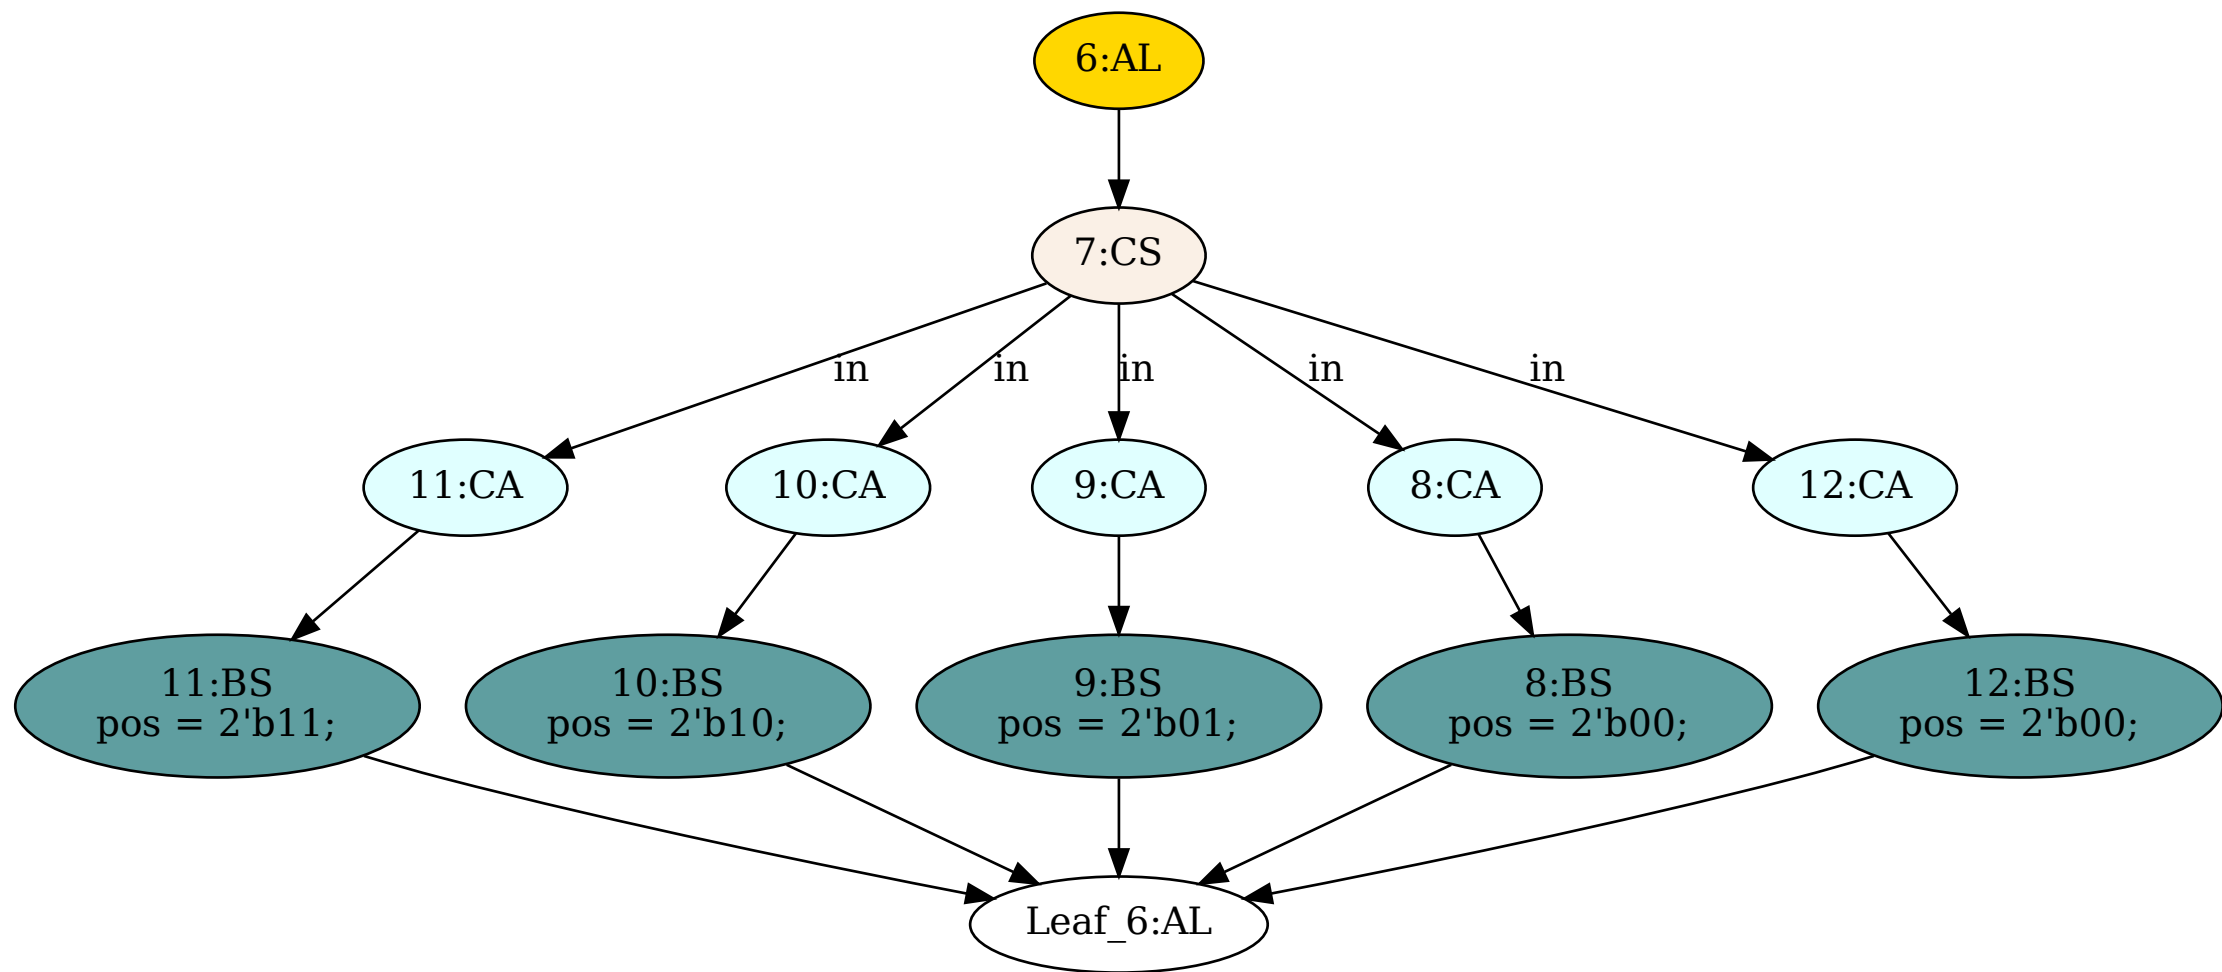 6:AL
7:CS
in
in
in
in
in
11:CA
10:CA
9:CA
8:CA
12:CA
11:BS
pos = 2'b11;
10:BS
pos = 2'b10;
9:BS
pos = 2'b01;
8:BS
pos = 2'b00;
12:BS
pos = 2'b00;
Leaf_6:AL